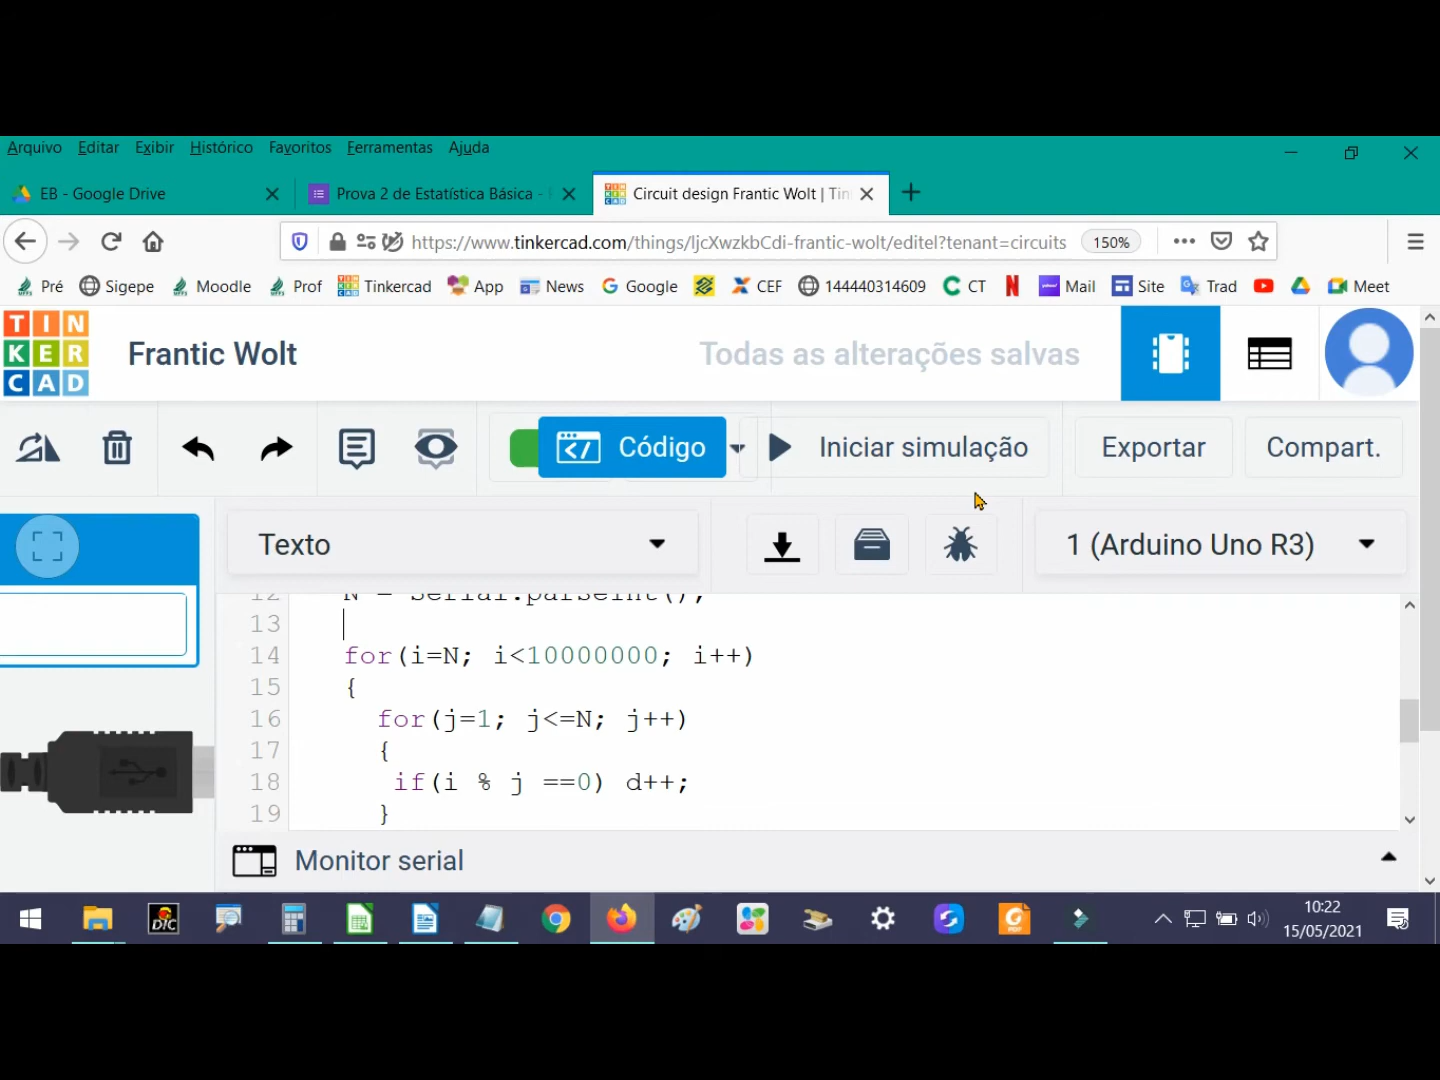 Arquivo Editar Exibir Histórico Favoritos Ferramentas Ajuda
EB - Google Drive Prova 2 de Estatística Básica - Circuit design Frantic Wolt | Tin
https://www.tinkercad.com/things/ljcXwzkbCdi-frantic-wolt/editel?tenant=circuits 150%
Pré Sigepe Moodle Prof Tinkercad App News Google CEF 144440314609 CT Mail Site Trad Meet
TIN
KER
CAD
Frantic Wolt Todas as alterações salvas
Código Iniciar simulação Exportar Compart.
Texto 1 (Arduino Uno R3)
12 N = Serial.parseInt();
13
14 for(i=N; i<10000000; i++)
15 {
16 for(j=1; j<=N; j++)
17 {
18 if(i % j ==0) d++;
19 }
Monitor serial
DIC
10:22
15/05/2021